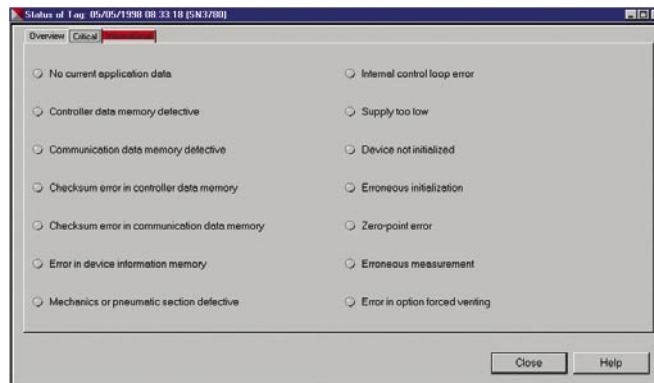 Status of Tag: 05/05/1998 08:33:18 [SN3780]
Overview Critical
No current application data
Internal control loop error
Controller data memory defective
Supply too low
Communication data memory defective
Device not initialized
Checksum error in controller data memory
Erroneous initialization
Checksum error in communication data memory
Zero-point error
Error in device information memory
Erroneous measurement
Mechanics or pneumatic section defective
Error in option forced venting
Close Help